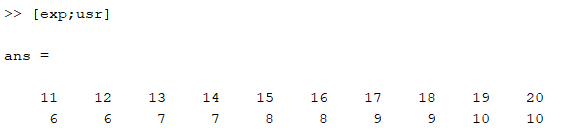 >> [exp;usr]
ans =
11 12 13 14 15 16 17 18 19 20
6 6 7 7 8 8 9 9 10 10